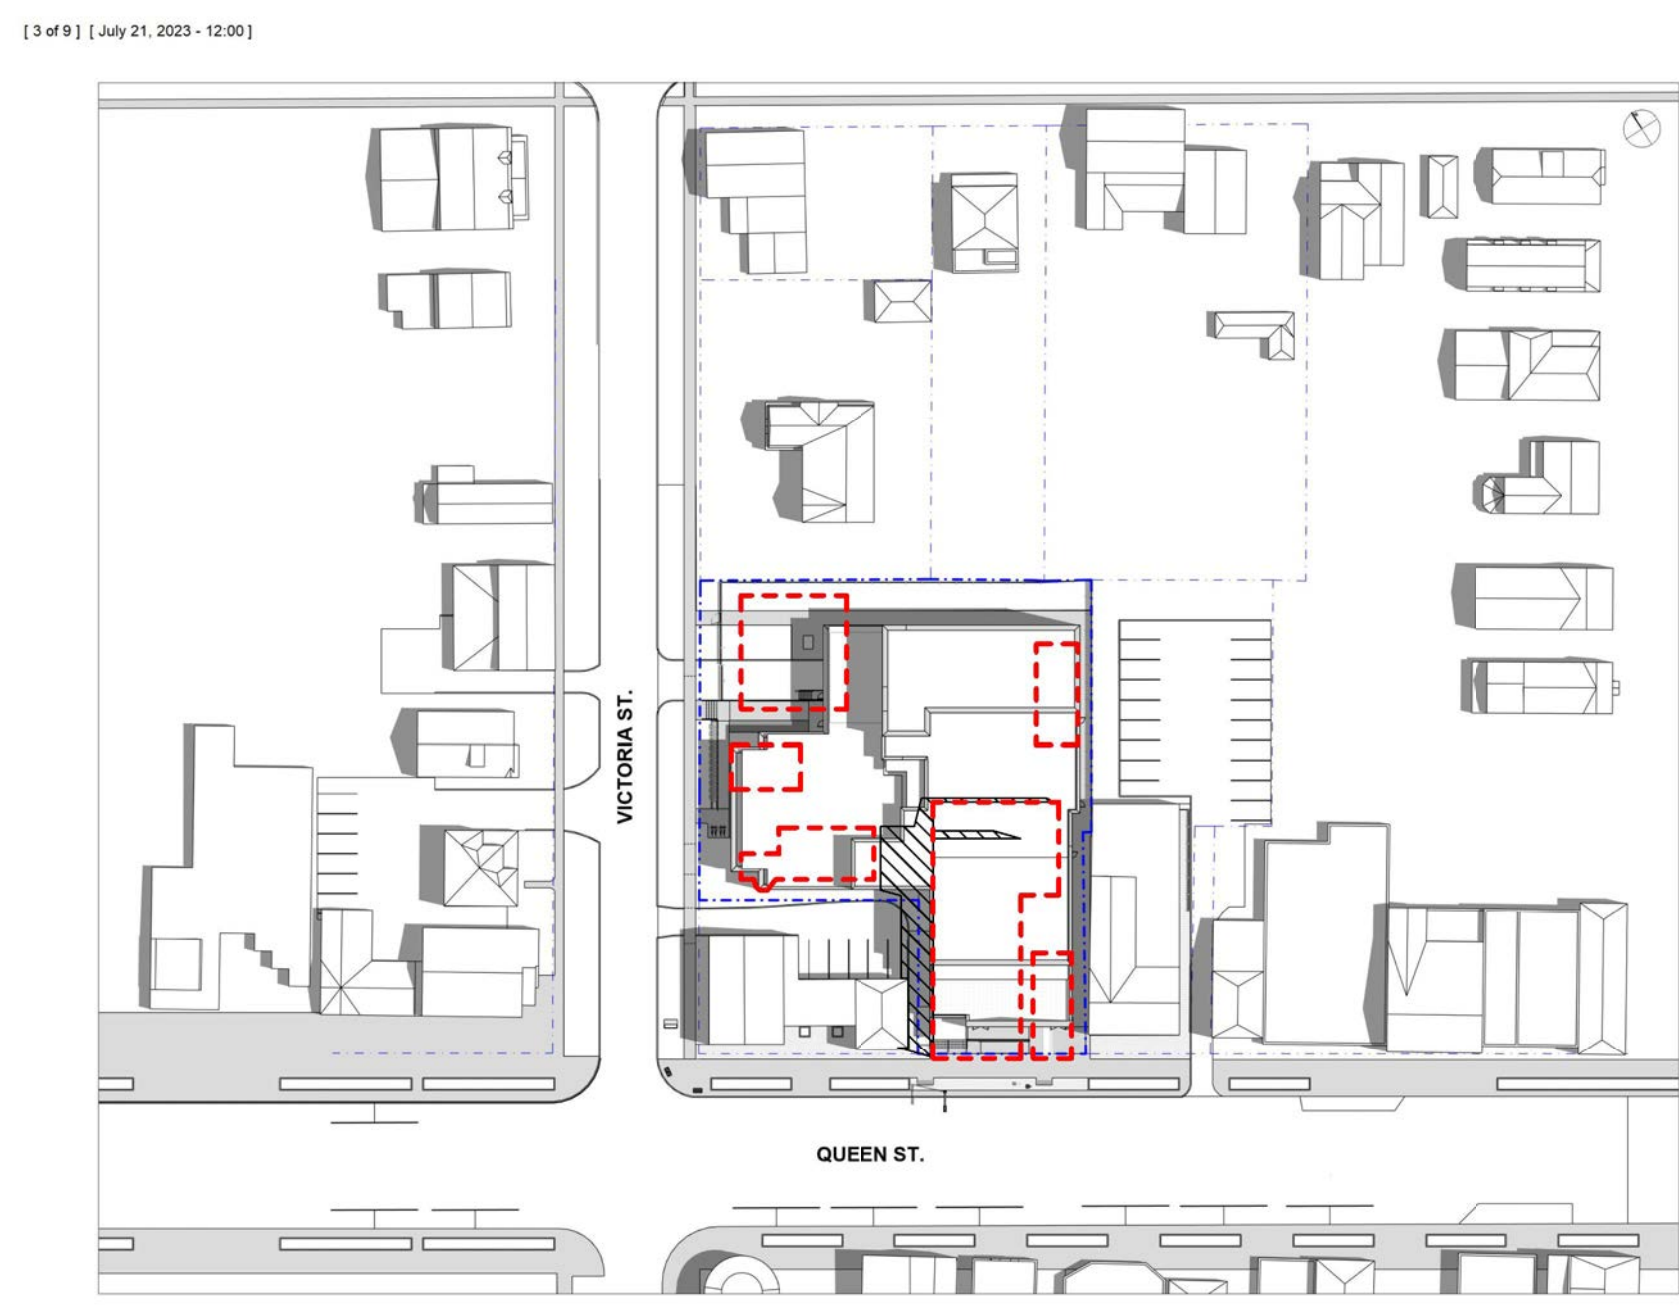 [ 3 of 9 ] [ July 21, 2023 - 12:00 ]
VICTORIA ST.
QUEEN ST.